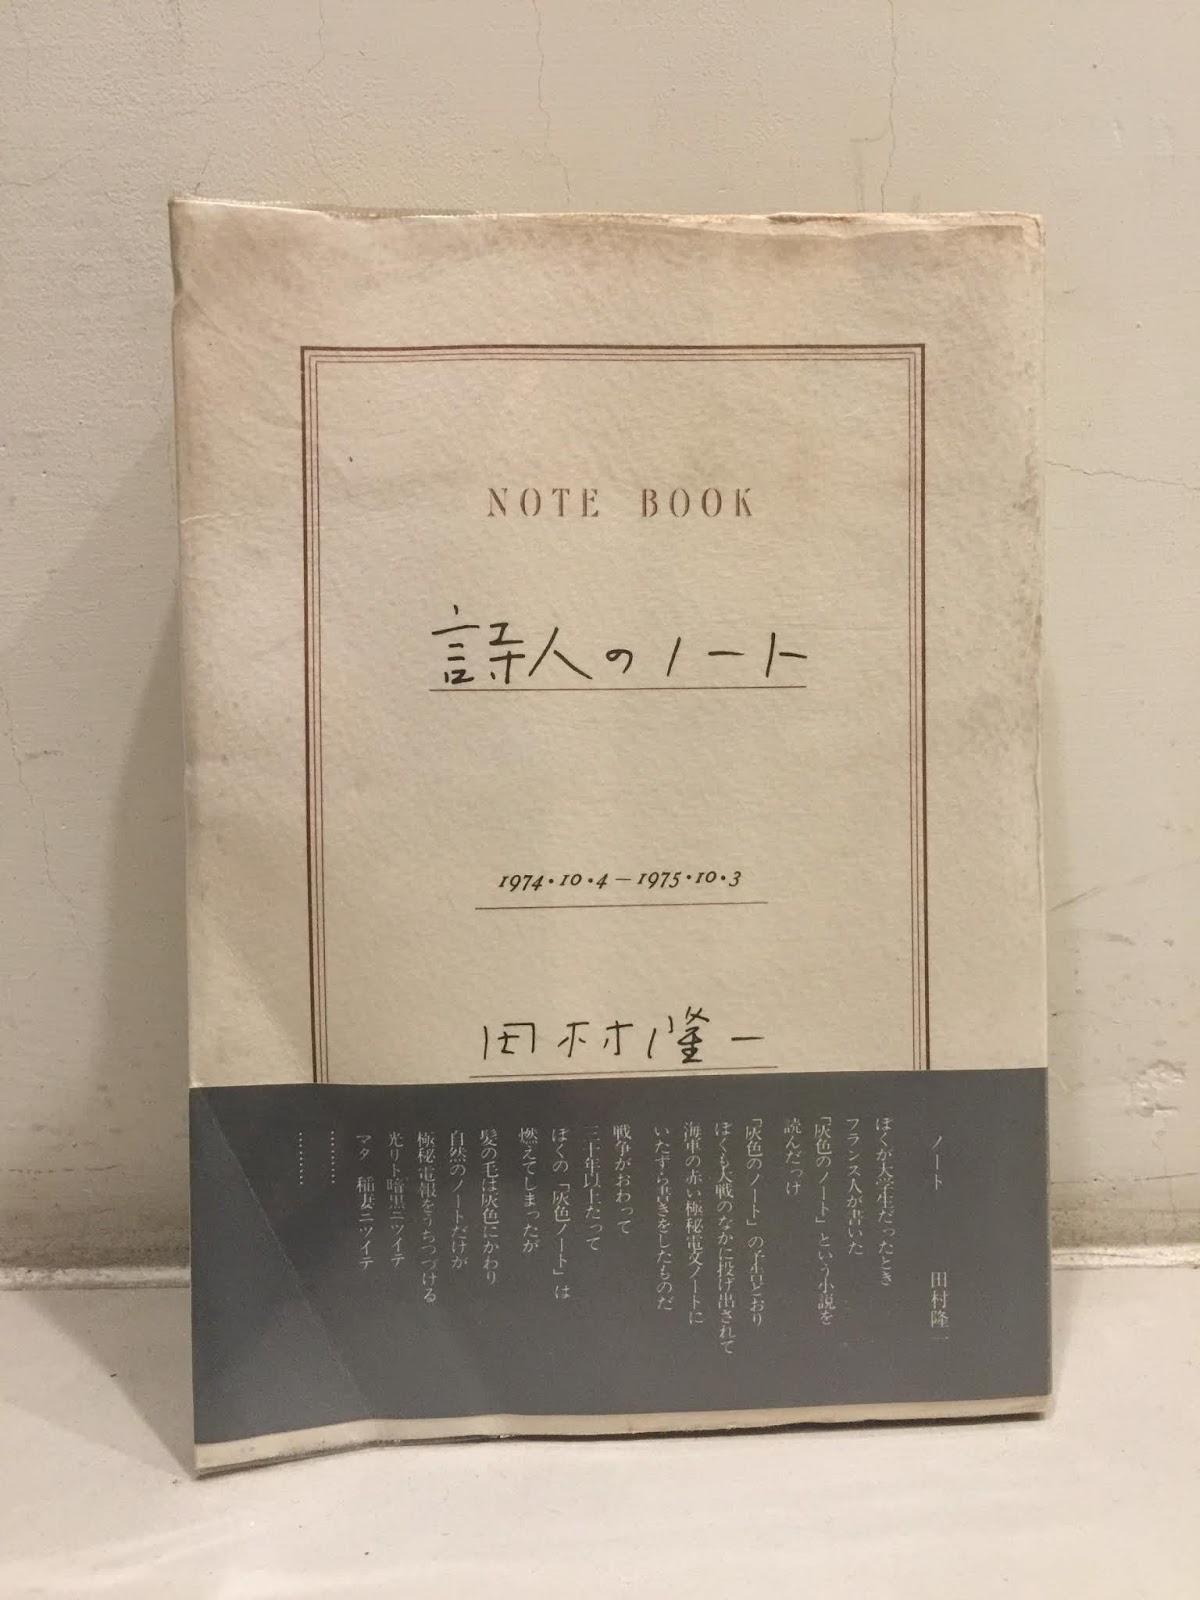 NOTE BOOK
詩人のノート
1974・10・4—1975・10・3
田村隆一
ノート 田村隆一
ぼくが大学生だったとき
フランス人が書いた
「灰色のノート」という小説を
読んだっけ
「灰色のノート」の予告どおり
ぼくも大戦のなかに投げ出されて
海軍の赤い極秘電文ノートに
いたずら書きをしたものだ
戦争がおわって
三十年以上たって
ぼくの「灰色ノート」は
燃えてしまったが
髪の毛は灰色にかわり
自然のノートだけが
極秘電報をうちつづける
光リト暗黒ニツイテ
マタ 稲妻ニツイテ
………
………